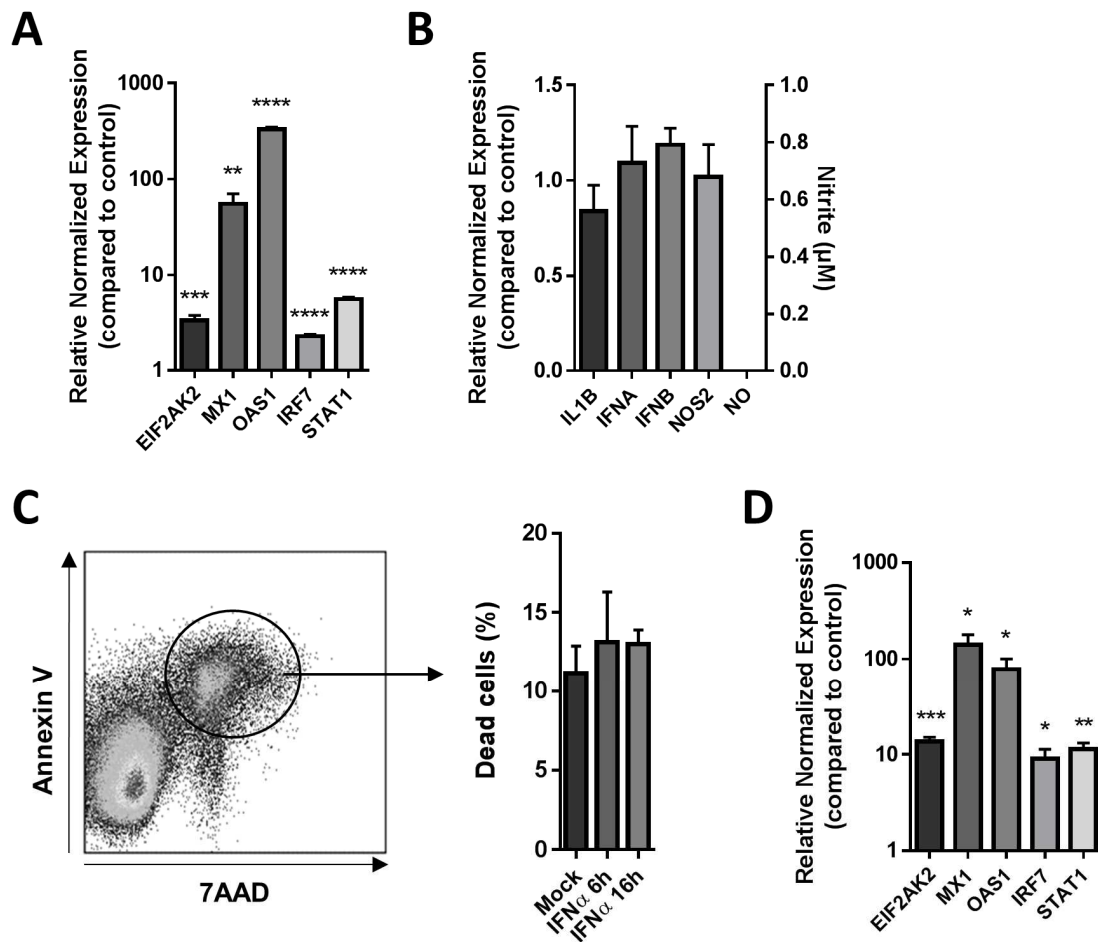 A
Relative Normalized Expression
(compared to control)
1000
100
10
1
***
**
****
****
****
EIF2AK2
MX1
OAS1
IRF7
STAT1
B
Relative Normalized Expression
(compared to control)
1.5
1.0
0.5
0.0
1.0
0.8
0.6
0.4
0.2
0.0
Nitrite (µM)
IL1B
IFNA
IFNB
NOS2
NO
C
Annexin V
7AAD
Dead cells (%)
20
15
10
5
0
Mock
IFNα 6h
IFNα 16h
D
Relative Normalized Expression
(compared to control)
1000
100
10
1
***
*
*
*
**
EIF2AK2
MX1
OAS1
IRF7
STAT1